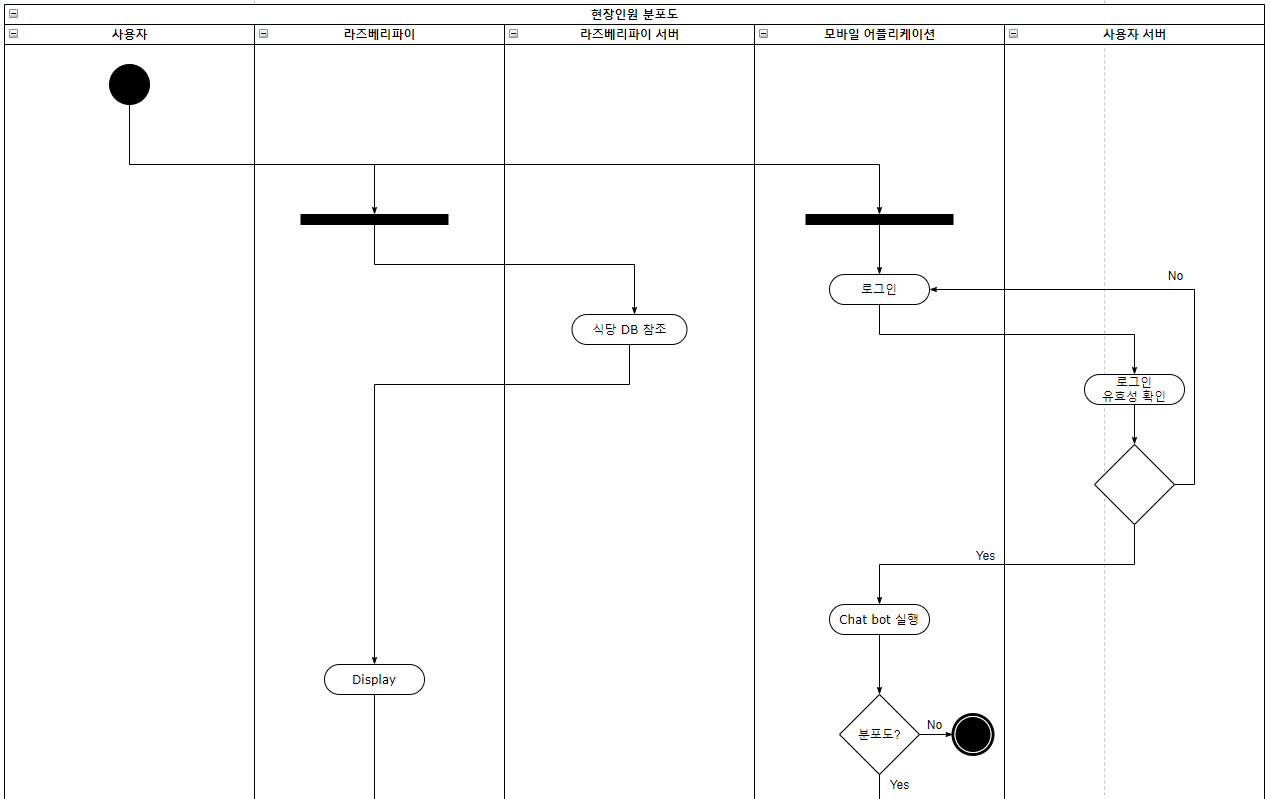 현장인원 분포도
사용자
라즈베리파이
라즈베리파이 서버
모바일 어플리케이션
사용자 서버
No
로그인
식당 DB 참조
로그인
유효성 확인
Yes
Chat bot 실행
Display
분포도?
No
Yes